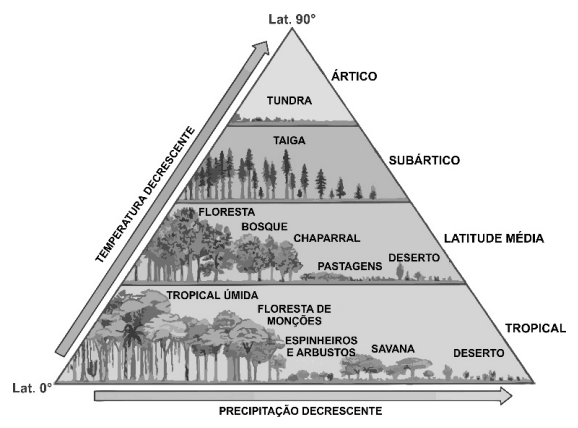 Lat. 90°
ÁRTICO
TUNDRA
TEMPERATURA DECRESCENTE
TAIGA
SUBÁRTICO
FLORESTA
BOSQUE
CHAPARRAL
PASTAGENS
DESERTO
LATITUDE MÉDIA
TROPICAL ÚMIDA
FLORESTA DE
MONÇÕES
ESPINHEIROS
E ARBUSTOS
SAVANA
DESERTO
TROPICAL
Lat. 0°
PRECIPITAÇÃO DECRESCENTE